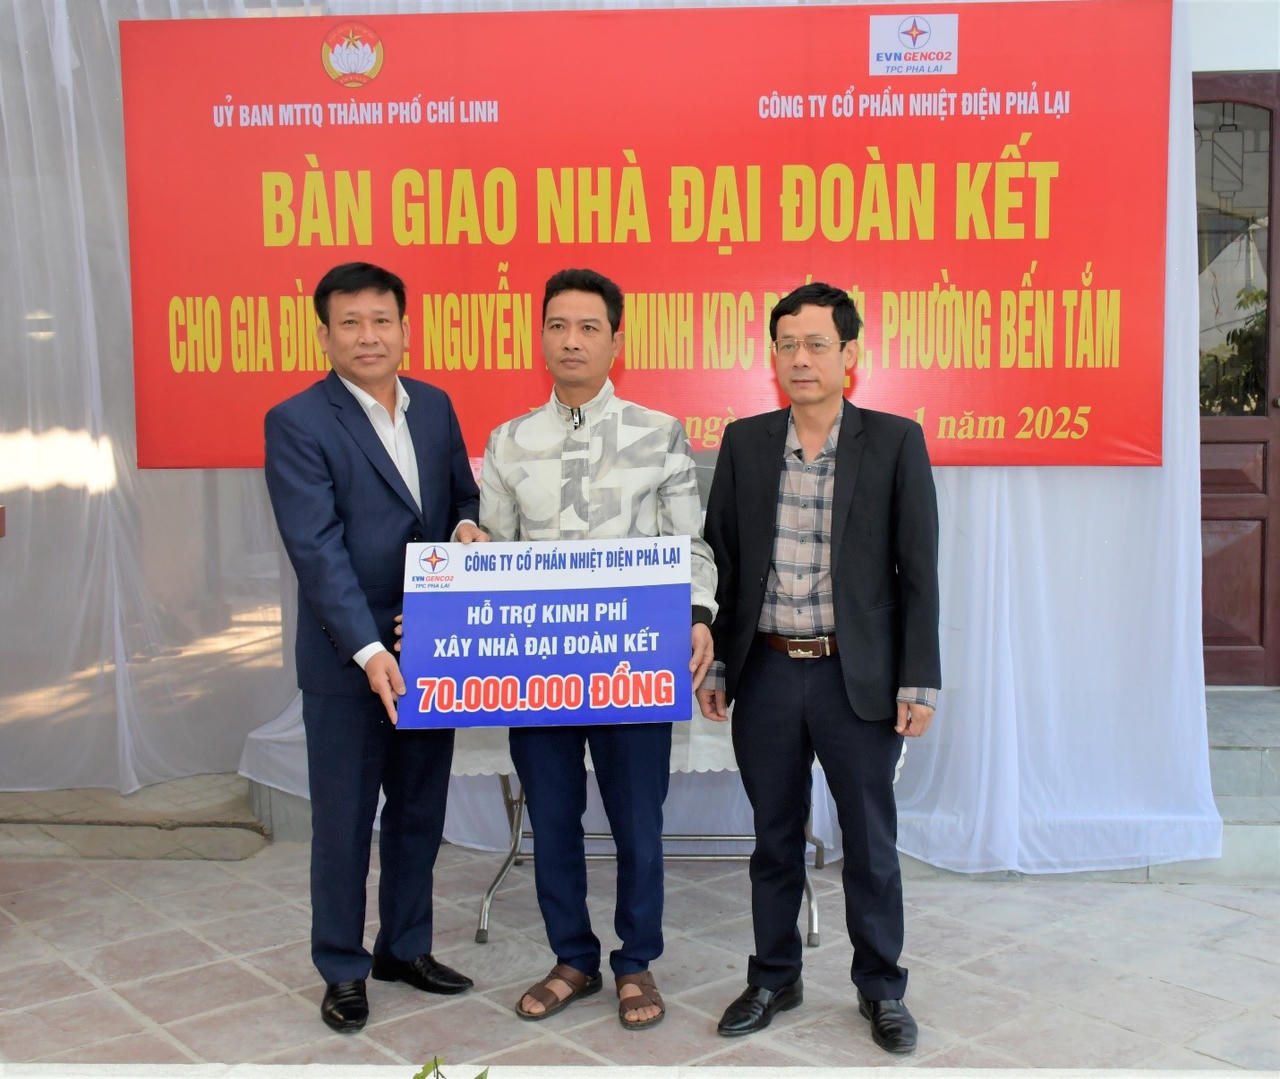 UỶ BAN MTTQ THÀNH PHỐ CHÍ LINH
EVNGENCO2
TPC PHA LAI
CÔNG TY CỔ PHẦN NHIỆT ĐIỆN PHẢ LẠI
BÀN GIAO NHÀ ĐẠI ĐOÀN KẾT
CHO GIA ĐÌNH NGUYỄN MINH KDC PHƯỜNG BẾN TẮM
ngày 1 năm 2025
EVNGENCO2
TPC PHA LAI
CÔNG TY CỔ PHẦN NHIỆT ĐIỆN PHẢ LẠI
HỖ TRỢ KINH PHÍ
XÂY NHÀ ĐẠI ĐOÀN KẾT
70.000.000 ĐỒNG